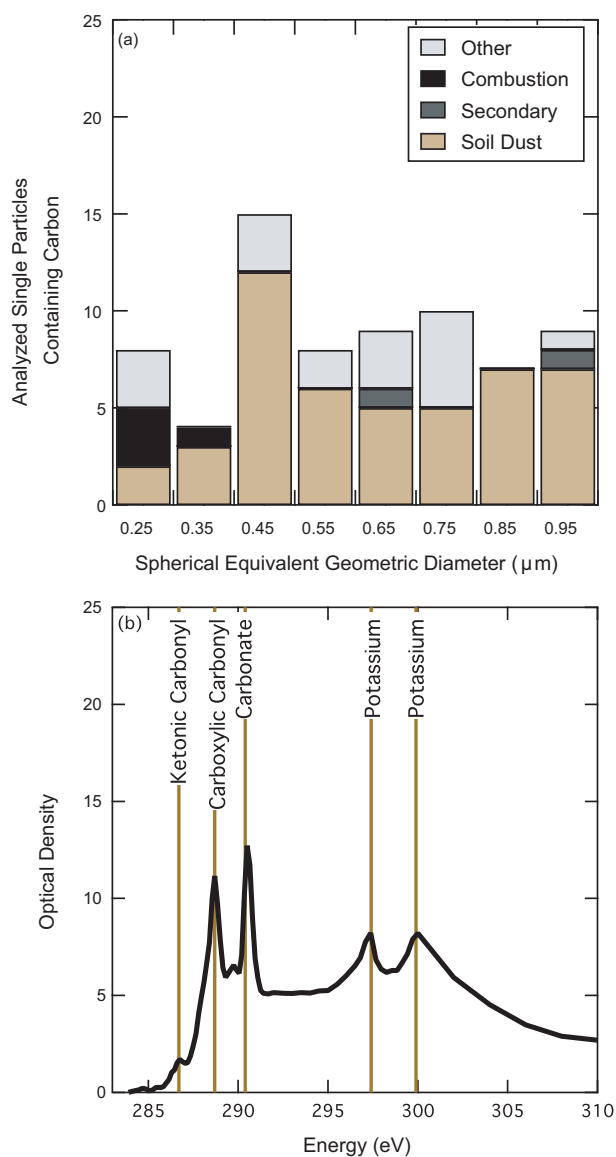 (a)
25
20
15
10
5
0
Analyzed Single Particles
Containing Carbon
Other
Combustion
Secondary
Soil Dust
0.25 0.35 0.45 0.55 0.65 0.75 0.85 0.95
Spherical Equivalent Geometric Diameter (µm)
(b)
25
20
15
10
5
0
Optical Density
Ketonic Carbonyl
Carboxylic Carbonyl
Carbonate
Potassium
Potassium
285 290 295 300 305 310
Energy (eV)